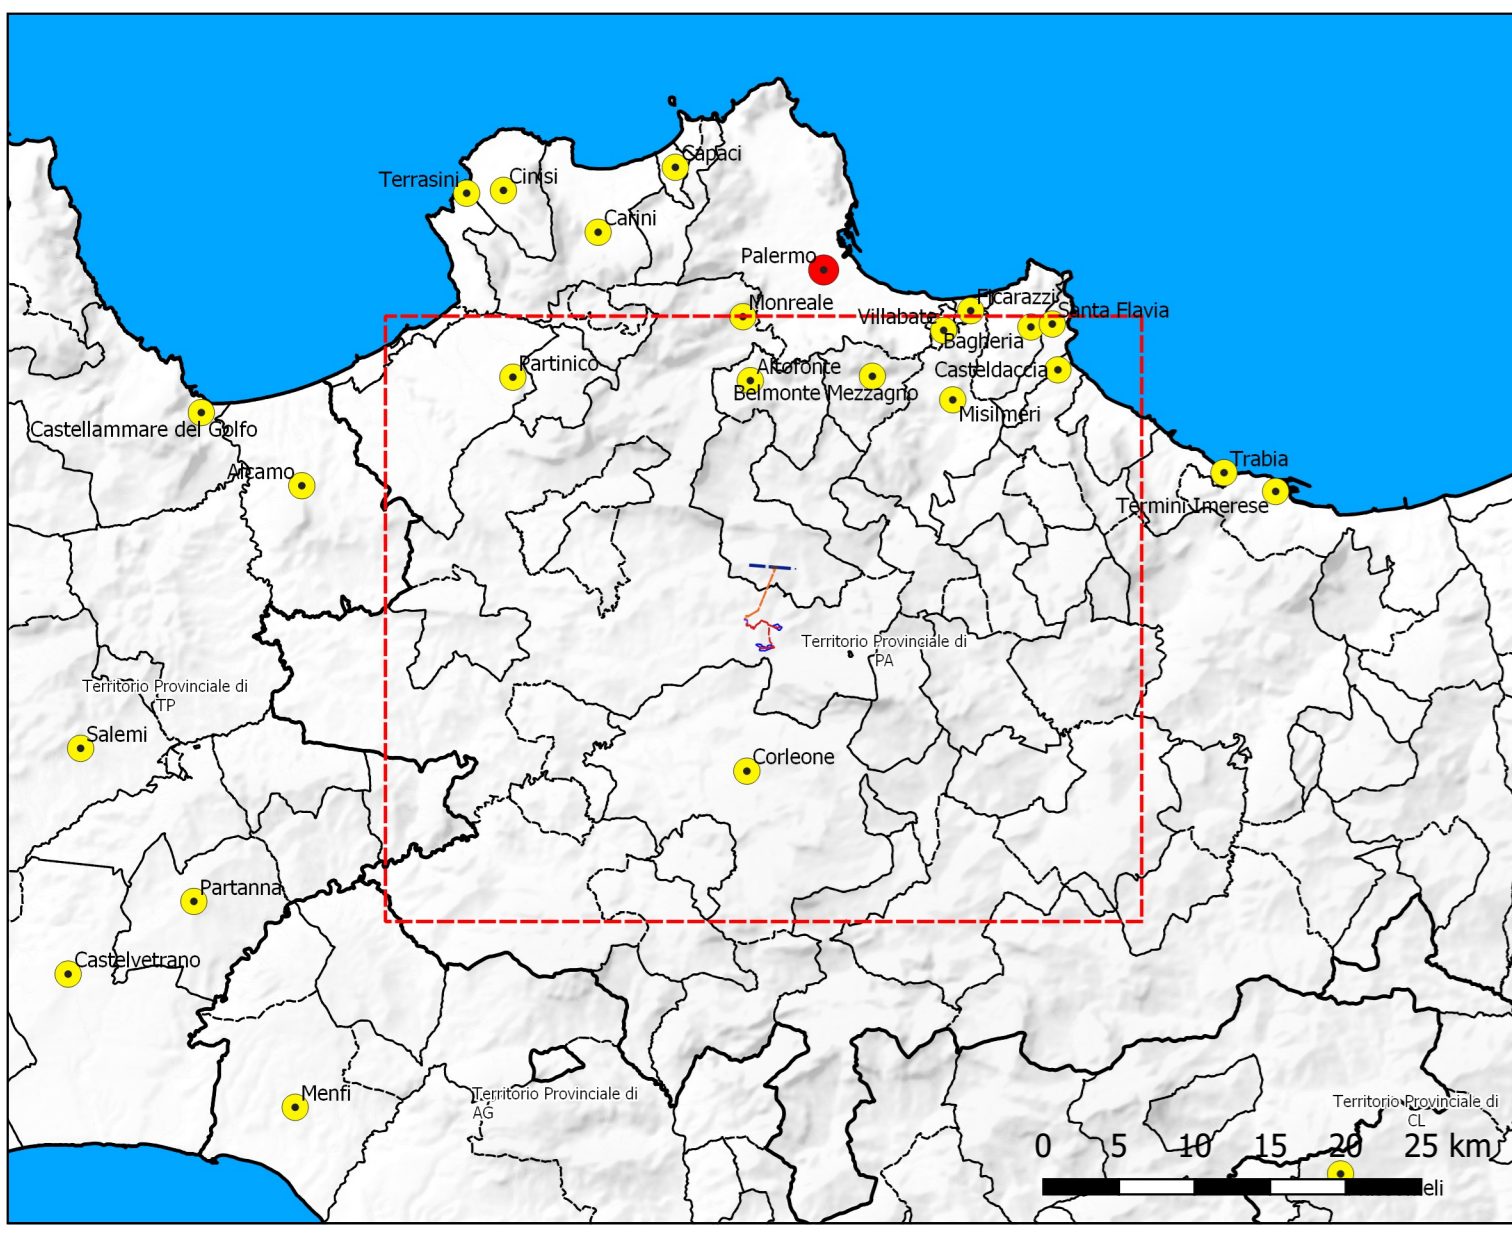 Capaci
Terrasini
Cinisi
Carini
Palermo
Monreale
Ficarazzi
Santa Flavia
Villabate
Bagheria
Partinico
Altofonte
Casteldaccia
Belmonte Mezzagno
Misilmeri
Castellammare del Golfo
Alcamo
Trabia
Termini Imerese
Territorio Provinciale di
PA
Territorio Provinciale di
TP
Salemi
Corleone
Partanna
Castelvetrano
Menfi
Territorio Provinciale di
AG
Territorio Provinciale di
CL
0 5 10 15 20 25 km